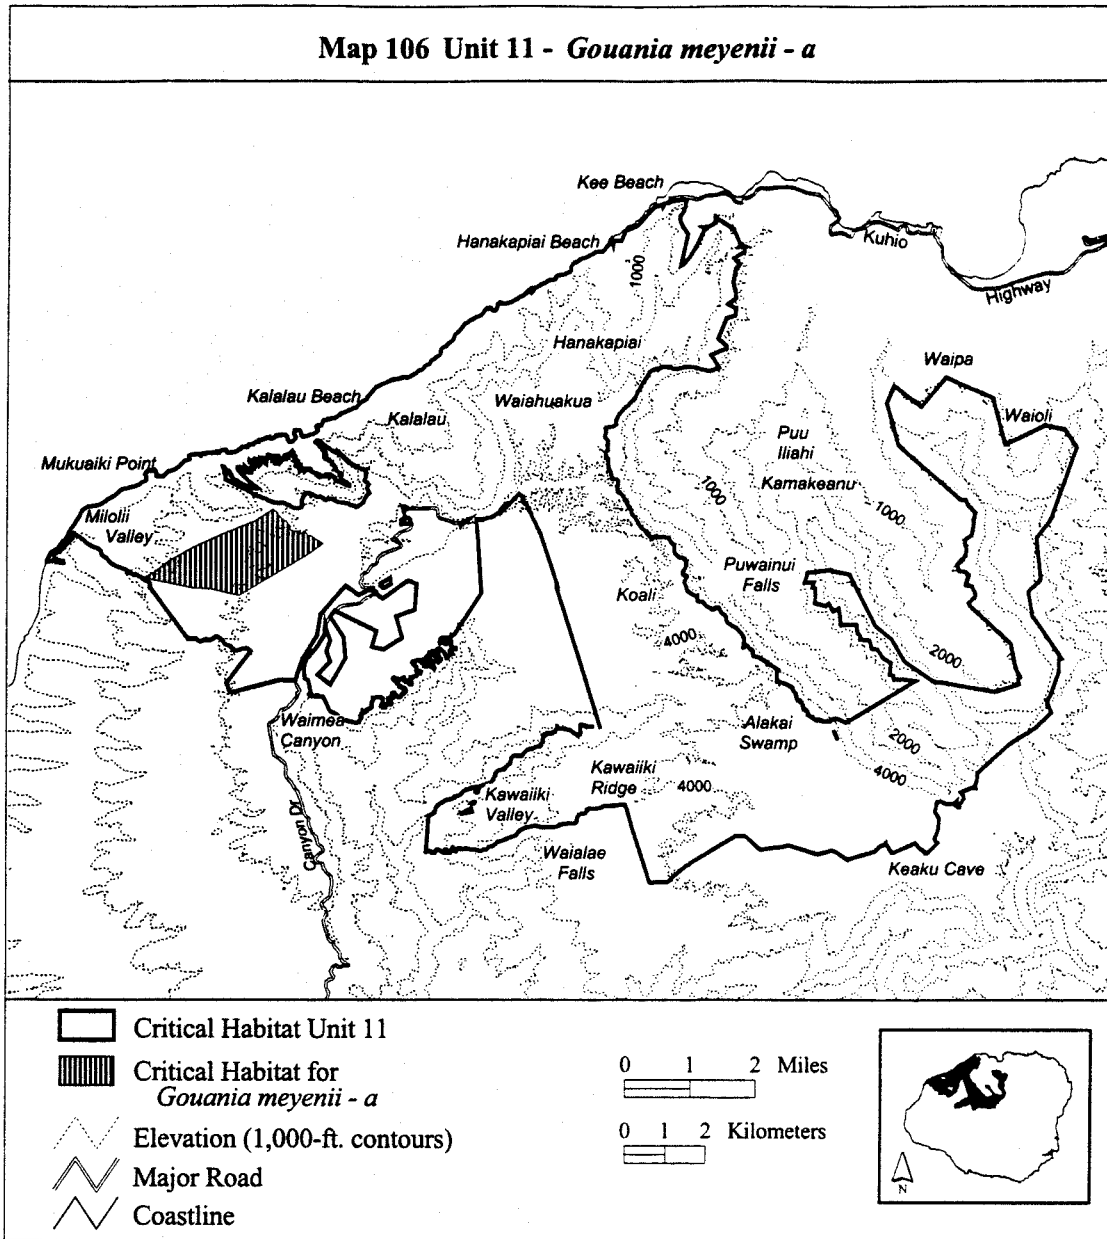 Map 106 Unit 11 - Gouania meyenii - a
Kee Beach
Hanakapiai Beach
Kuhio
Highway
1000
Hanakapiai
Waipa
Kalalau Beach
Kalalau
Waiahuakua
Waioli
Puu
Iliahi
Mukuaiki Point
Kamakeanu
1000
1000
Milolii
Valley
Puwainui
Falls
Koali
4000
2000
Waimea
Canyon
Alakai
Swamp
2000
Kawaiiki
Ridge
4000
4000
Kawaiiki
Valley
Canyon Dr
Waialae
Falls
Keaku Cave
Critical Habitat Unit 11
Critical Habitat for
Gouania meyenii - a
Elevation (1,000-ft. contours)
Major Road
Coastline
0 1 2 Miles
0 1 2 Kilometers
N